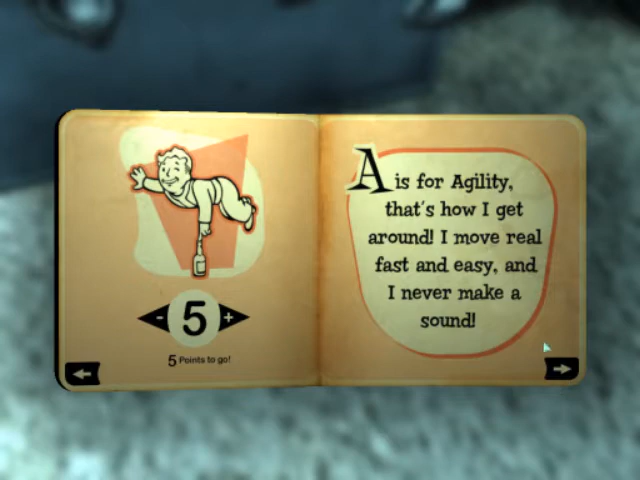 - 5 +
5 Points to go!
A is for Agility,
that's how I get
around! I move real
fast and easy, and
I never make a
sound!